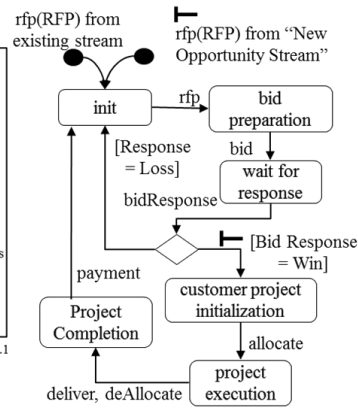 rfp(RFP) from
existing stream
rfp(RFP) from “New
Opportunity Stream”
init
rfp
bid
preparation
[Response
= Loss]
bid
wait for
response
bidResponse
[Bid Response
= Win]
payment
customer project
initialization
Project
Completion
allocate
project
execution
deliver, deAllocate
s
.1